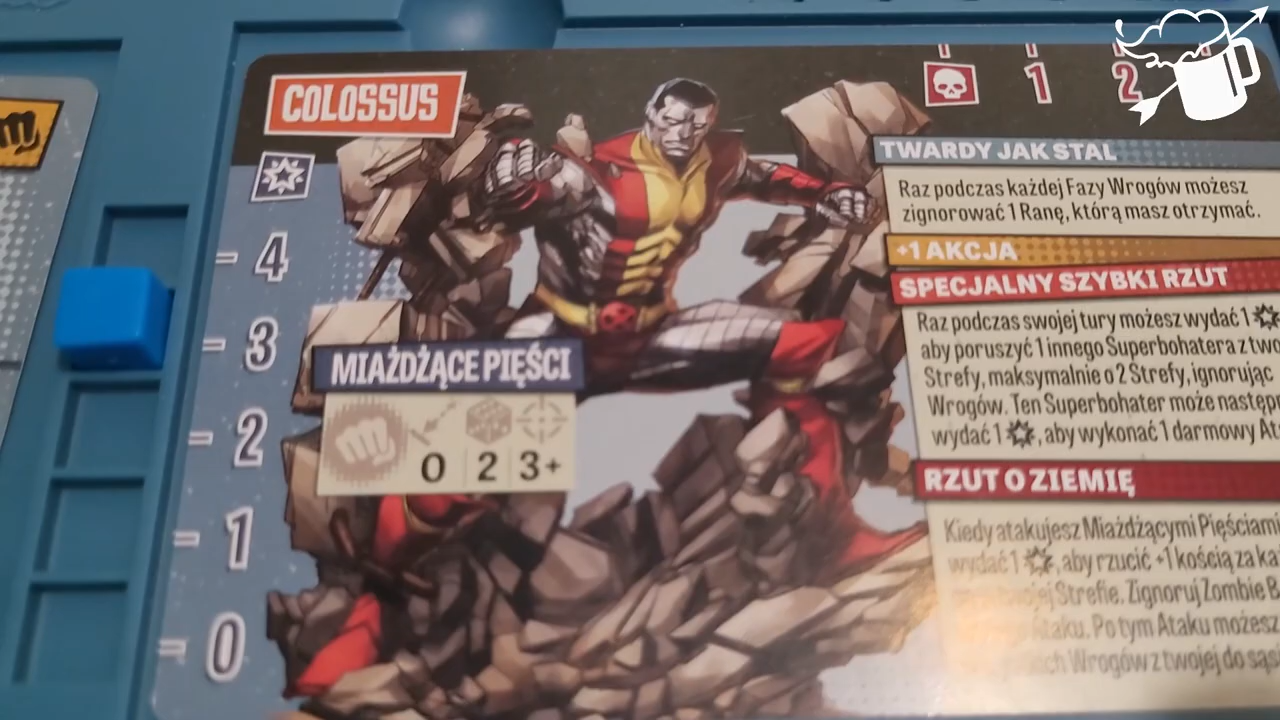 COLOSSUS
1
2
4
3
2
1
0
MIAŻDŻĄCE PIĘŚCI
0 2 3+
TWARDY JAK STAL
Raz podczas każdej Fazy Wrogów możesz
zignorować 1 Ranę, którą masz otrzymać.
+1 AKCJA
SPECJALNY SZYBKI RZUT
Raz podczas swojej tury możesz wydać 1
aby poruszyć 1 innego Superbohatera z two
Strefy, maksymalnie o 2 Strefy, ignorując
Wrogów. Ten Superbohater może następn
wydać 1, aby wykonać 1 darmowy At
RZUT O ZIEMIĘ
Kiedy atakujesz Miażdżącymi Pięściami
wydać 1, aby rzucić +1 kością za ka
Strefie. Zignoruj Zombie B
Ataku. Po tym Ataku możesz
Wrogów z twojej do sąs